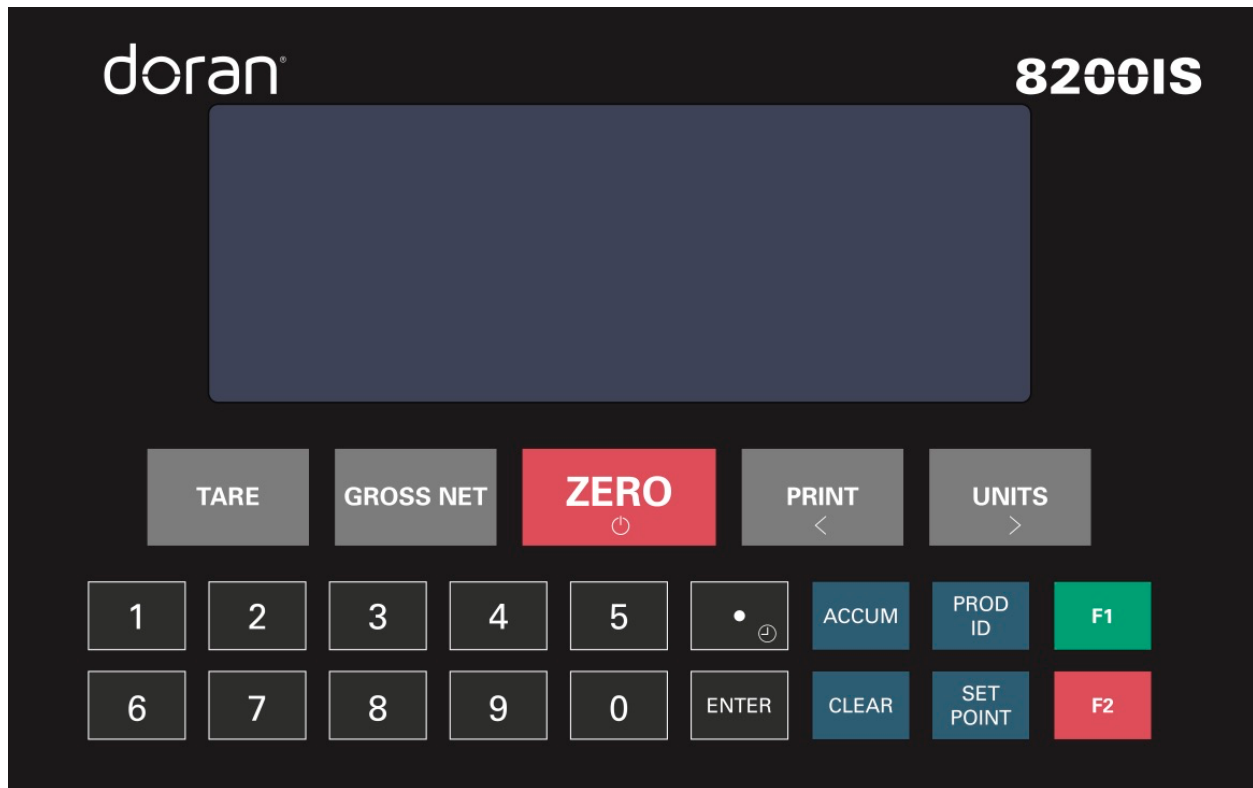 doran®
8200IS
TARE
GROSS NET
ZERO
PRINT
<
UNITS
>
1
2
3
4
5
•
ACCUM
PROD
ID
F1
6
7
8
9
0
ENTER
CLEAR
SET
POINT
F2